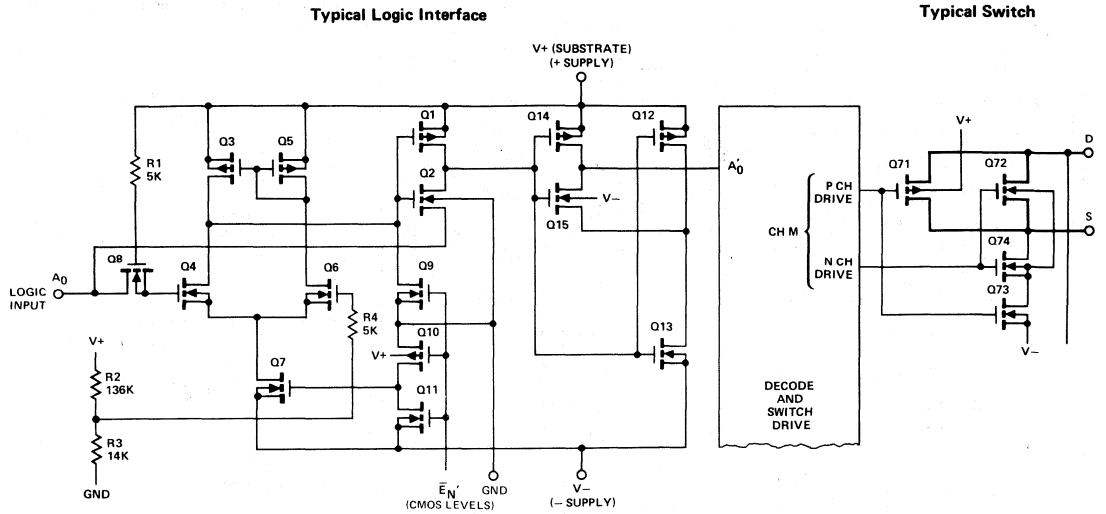 Typical Logic Interface
Typical Switch
V+ (SUBSTRATE)
(+ SUPPLY)
Q3
Q5
Q1
Q14
Q12
R1
5K
Q2
Q15
V−
A0′
Q8
Q4
Q6
Q9
A0
LOGIC
INPUT
R4
5K
V+
Q10
Q13
V+
R2
136K
Q7
Q11
R3
14K
GND
E̅N′
(CMOS LEVELS)
GND
V−
(− SUPPLY)
DECODE
AND
SWITCH
DRIVE
CH M
P CH
DRIVE
N CH
DRIVE
V+
Q71
Q72
D
S
Q74
Q73
V−